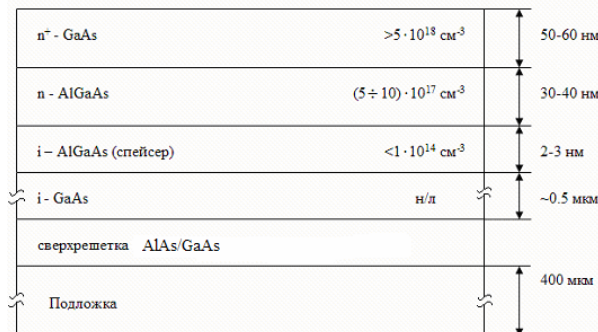 n⁺ - GaAs >5·10¹⁸ см⁻³ 50-60 нм
n - AlGaAs (5÷10)·10¹⁷ см⁻³ 30-40 нм
i – AlGaAs (спейсер) <1·10¹⁴ см⁻³ 2-3 нм
i - GaAs н/л ~0.5 мкм
сверхрешетка AlAs/GaAs
400 мкм
Подложка